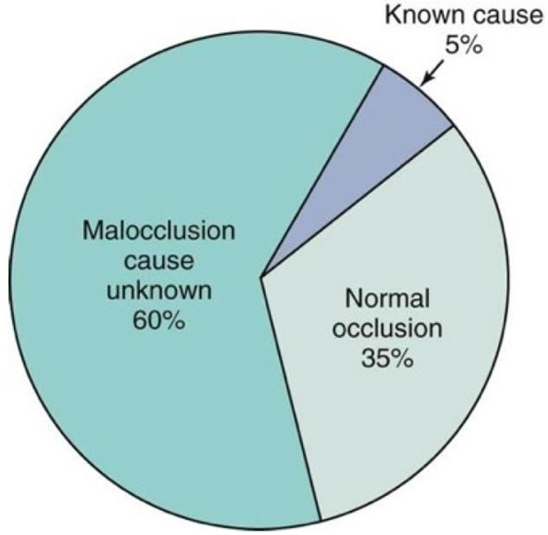 Known cause
5%
Malocclusion
cause
unknown
60%
Normal
occlusion
35%